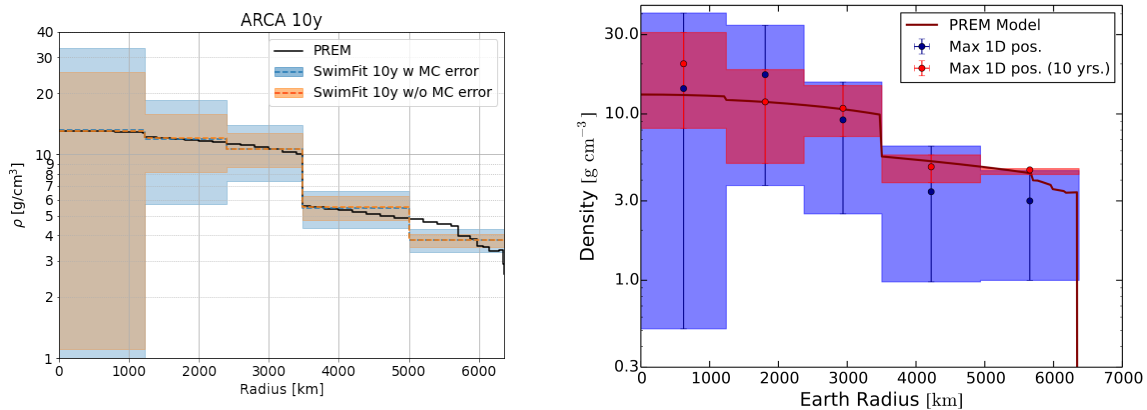 ARCA 10y
40
30
20
10
9
8
7
6
5
4
3
2
1
ρ [g/cm³]
0 1000 2000 3000 4000 5000 6000
Radius [km]
PREM
SwimFit 10y w MC error
SwimFit 10y w/o MC error
30.0
10.0
3.0
1.0
0.3
Density [g cm⁻³]
0 1000 2000 3000 4000 5000 6000 7000
Earth Radius [km]
PREM Model
Max 1D pos.
Max 1D pos. (10 yrs.)